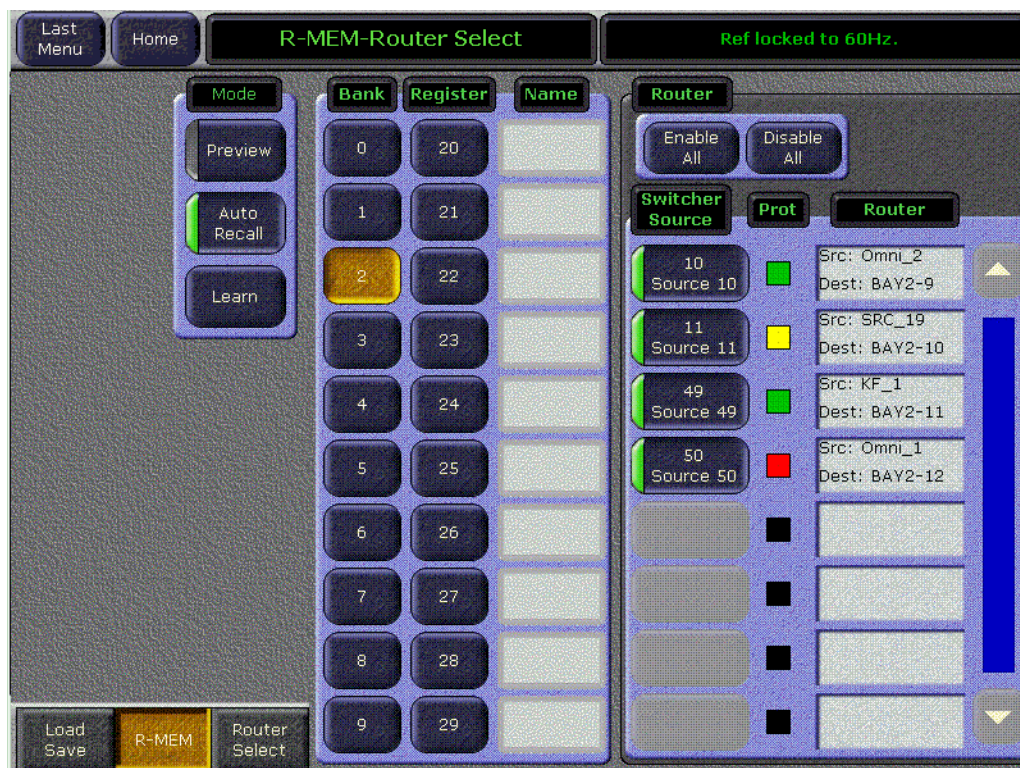 Last Menu
Home
R-MEM-Router Select
Ref locked to 60Hz.
Mode
Preview
Auto Recall
Learn
Bank Register Name
0 20
1 21
2 22
3 23
4 24
5 25
6 26
7 27
8 28
9 29
Router
Enable All
Disable All
Switcher Source
Prot
Router
10
Source 10
Src: Omni_2
Dest: BAY2-9
11
Source 11
Src: SRC_19
Dest: BAY2-10
49
Source 49
Src: KF_1
Dest: BAY2-11
50
Source 50
Src: Omni_1
Dest: BAY2-12
Load Save
R-MEM
Router Select